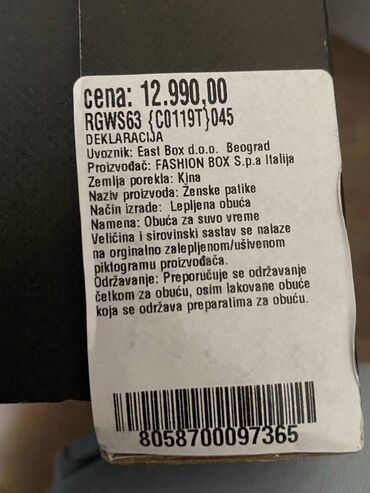 cena: 12.990,00
RGWS63 {C0119T}045
DEKLARACIJA
Uvoznik: East Box d.o.o. Beograd
Proizvođač: FASHION BOX S.p.a Italija
Zemlja porekla: Kina
Naziv proizvoda: Ženske patike
Način izrade: Lepljena obuća
Namena: Obuća za suvo vreme
Veličina i sirovinski sastav se nalaze
na orginalno zalepljenom/ušivenom
piktogramu proizvođača.
Održavanje: Preporučuje se održavanje
četkom za obuću, osim lakovane obuće
koja se održava preparatima za obuću.
8058700097365